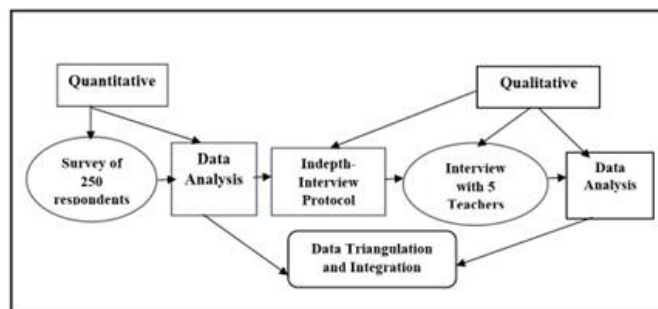 Quantitative
Qualitative
Survey of
250
respondents
Data
Analysis
Indepth-
Interview
Protocol
Interview
with 5
Teachers
Data
Analysis
Data Triangulation
and Integration